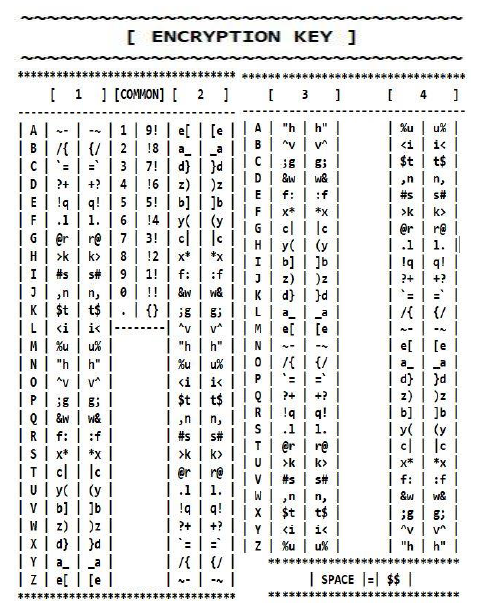 ~~~~~~~~~~~~~~~~~~~~~~~~~~~~~~~~~~
[ ENCRYPTION KEY ]
~~~~~~~~~~~~~~~~~~~~~~~~~~~~~~~~~~
************************************ ************************************
[ 1 ] [COMMON] [ 2 ] [ 3 ] [ 4 ]
------------------------------------ ------------------------------------
| A | ~- | -~ | 1 | 9! | e[ | [e | | A | "h | h" | | %u | u% |
| B | /{ | {/ | 2 | !8 | a_ | _a | | B | ^v | v^ | | <i | i< |
| C | `= | =` | 3 | 7! | d} | }d | | C | ;g | g; | | $t | t$ |
| D | ?+ | +? | 4 | !6 | z) | )z | | D | &w | w& | | ,n | n, |
| E | !q | q! | 5 | 5! | b] | ]b | | E | f: | :f | | #s | s# |
| F | .1 | 1. | 6 | !4 | y( | (y | | F | x* | *x | | >k | k> |
| G | @r | r@ | 7 | 3! | c| | |c | | G | c| | |c | | @r | r@ |
| H | >k | k> | 8 | !2 | x* | *x | | H | y( | (y | | .1 | 1. |
| I | #s | s# | 9 | 1! | f: | :f | | I | b] | ]b | | !q | q! |
| J | ,n | n, | 0 | !! | &w | w& | | J | z) | )z | | ?+ | +? |
| K | $t | t$ | . | {} | ;g | g; | | K | d} | }d | | `= | =` |
| L | <i | i< |--------| ^v | v^ | | L | a_ | _a | | /{ | {/ |
| M | %u | u% | | "h | h" | | M | e[ | [e | | ~- | -~ |
| N | "h | h" | | %u | u% | | N | ~- | -~ | | e[ | [e |
| O | ^v | v^ | | <i | i< | | O | /{ | {/ | | a_ | _a |
| P | ;g | g; | | $t | t$ | | P | `= | =` | | d} | }d |
| Q | &w | w& | | ,n | n, | | Q | ?+ | +? | | z) | )z |
| R | f: | :f | | #s | s# | | R | !q | q! | | b] | ]b |
| S | x* | *x | | >k | k> | | S | .1 | 1. | | y( | (y |
| T | c| | |c | | @r | r@ | | T | @r | r@ | | c| | |c |
| U | y( | (y | | .1 | 1. | | U | >k | k> | | x* | *x |
| V | b] | ]b | | !q | q! | | V | #s | s# | | f: | :f |
| W | z) | )z | | ?+ | +? | | W | ,n | n, | | &w | w& |
| X | d} | }d | | `= | =` | | X | $t | t$ | | ;g | g; |
| Y | a_ | _a | | /{ | {/ | | Y | <i | i< | | ^v | v^ |
| Z | e[ | [e | | ~- | -~ | | Z | %u | u% | | "h | h" |
************************************ ********************************
| SPACE |=| $$ |
********************************